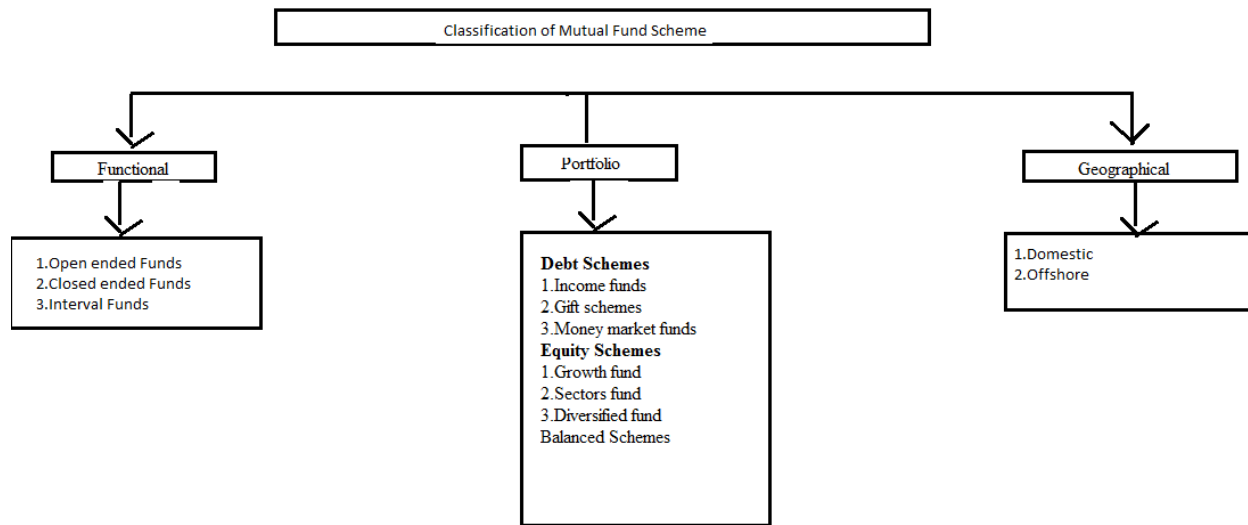 Classification of Mutual Fund Scheme
Functional
Portfolio
Geographical
1.Open ended Funds
2.Closed ended Funds
3.Interval Funds
Debt Schemes
1.Income funds
2.Gift schemes
3.Money market funds
Equity Schemes
1.Growth fund
2.Sectors fund
3.Diversified fund
Balanced Schemes
1.Domestic
2.Offshore